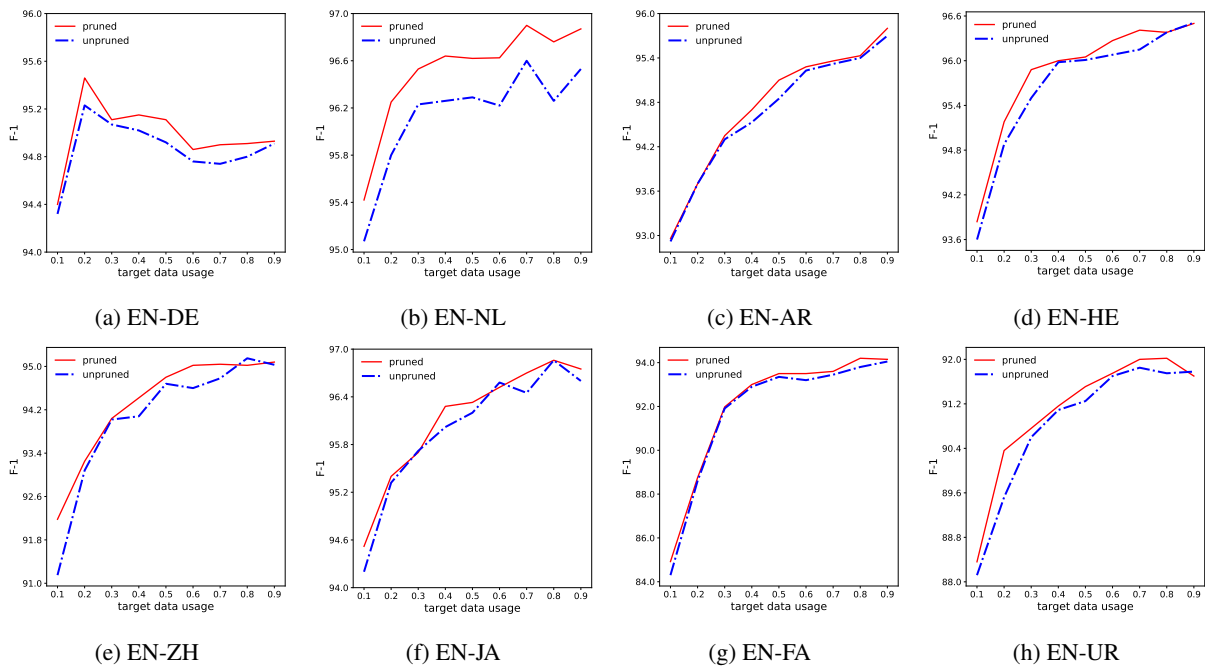 96.0
95.6
95.2
94.8
94.4
94.0
F-1
pruned
unpruned
0.1 0.2 0.3 0.4 0.5 0.6 0.7 0.8 0.9
target data usage
(a) EN-DE
97.0
96.6
96.2
95.8
95.4
95.0
F-1
pruned
unpruned
0.1 0.2 0.3 0.4 0.5 0.6 0.7 0.8 0.9
target data usage
(b) EN-NL
96.0
95.4
94.8
94.2
93.6
93.0
F-1
pruned
unpruned
0.1 0.2 0.3 0.4 0.5 0.6 0.7 0.8 0.9
target data usage
(c) EN-AR
96.6
96.0
95.4
94.8
94.2
93.6
F-1
pruned
unpruned
0.1 0.2 0.3 0.4 0.5 0.6 0.7 0.8 0.9
target data usage
(d) EN-HE
95.0
94.2
93.4
92.6
91.8
91.0
F-1
pruned
unpruned
0.1 0.2 0.3 0.4 0.5 0.6 0.7 0.8 0.9
target data usage
(e) EN-ZH
97.0
96.4
95.8
95.2
94.6
94.0
F-1
pruned
unpruned
0.1 0.2 0.3 0.4 0.5 0.6 0.7 0.8 0.9
target data usage
(f) EN-JA
94.0
92.0
90.0
88.0
86.0
84.0
F-1
pruned
unpruned
0.1 0.2 0.3 0.4 0.5 0.6 0.7 0.8 0.9
target data usage
(g) EN-FA
92.0
91.2
90.4
89.6
88.8
88.0
F-1
pruned
unpruned
0.1 0.2 0.3 0.4 0.5 0.6 0.7 0.8 0.9
target data usage
(h) EN-UR